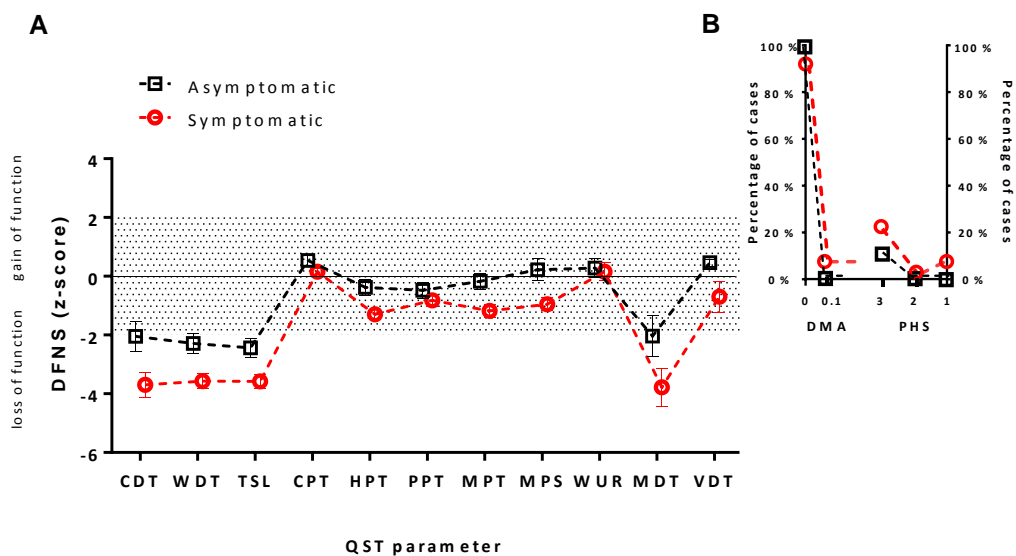 A
Asymptomatic
Symptomatic
gain of function
loss of function
DFNS (z-score)
4
2
0
-2
-4
-6
CDT WDT TSL CPT HPT PPT MPT MPS WUR MDT VDT
QST parameter
B
Percentage of cases
100 %
80 %
60 %
40 %
20 %
0 %
100 %
80 %
60 %
40 %
20 %
0 %
Percentage of cases
0 0.1 3 2 1
DMA PHS